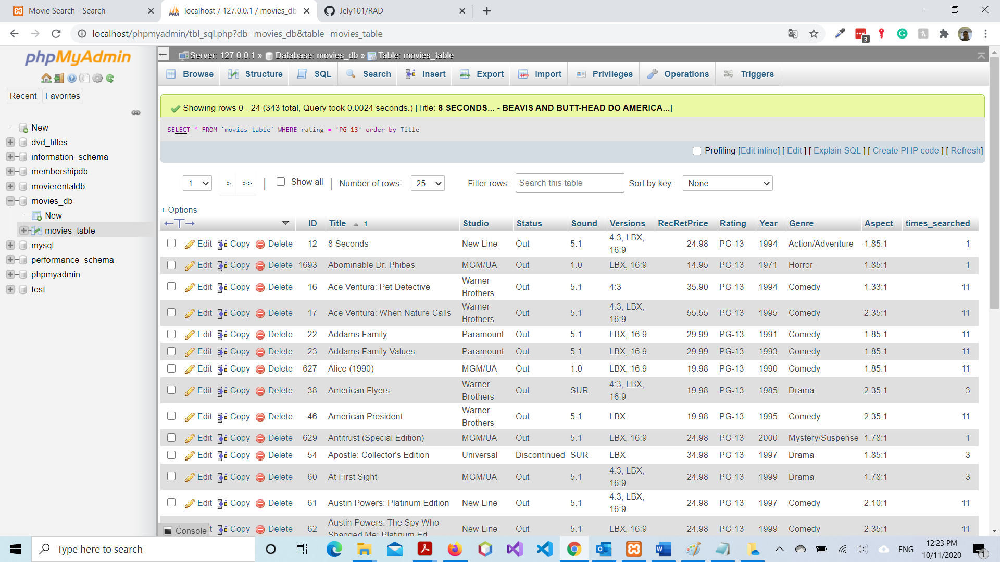 Movie Search - Search
localhost / 127.0.0.1 / movies_db
Jely101/RAD
localhost/phpmyadmin/tbl_sql.php?db=movies_db&table=movies_table
3
phpMyAdmin
Recent Favorites
New
dvd_titles
information_schema
membershipdb
movierentaldb
movies_db
New
movies_table
mysql
performance_schema
phpmyadmin
test
Server: 127.0.0.1 » Database: movies_db » Table: movies_table
Browse Structure SQL Search Insert Export Import Privileges Operations Triggers
Showing rows 0 - 24 (343 total, Query took 0.0024 seconds.) [Title: 8 SECONDS... - BEAVIS AND BUTT-HEAD DO AMERICA...]
SELECT * FROM `movies_table` WHERE rating = 'PG-13' order by Title
Profiling [Edit inline] [ Edit ] [ Explain SQL ] [ Create PHP code ] [ Refresh]
1 > >> | Show all | Number of rows: 25 Filter rows: Search this table Sort by key: None
+ Options
←T→ ID Title 1 Studio Status Sound Versions RecRetPrice Rating Year Genre Aspect times_searched
Edit Copy Delete 12 8 Seconds New Line Out 5.1 4:3, LBX, 16:9 24.98 PG-13 1994 Action/Adventure 1.85:1 1
Edit Copy Delete 1693 Abominable Dr. Phibes MGM/UA Out 1.0 LBX, 16:9 14.95 PG-13 1971 Horror 1.85:1 1
Edit Copy Delete 16 Ace Ventura: Pet Detective Warner Brothers Out 5.1 4:3 35.90 PG-13 1994 Comedy 1.33:1 11
Edit Copy Delete 17 Ace Ventura: When Nature Calls Warner Brothers Out 5.1 4:3, LBX, 16:9 55.55 PG-13 1995 Comedy 2.35:1 11
Edit Copy Delete 22 Addams Family Paramount Out 5.1 LBX, 16:9 29.99 PG-13 1991 Comedy 1.85:1 11
Edit Copy Delete 23 Addams Family Values Paramount Out 5.1 LBX, 16:9 29.99 PG-13 1993 Comedy 1.85:1 11
Edit Copy Delete 627 Alice (1990) MGM/UA Out 1.0 LBX, 16:9 19.98 PG-13 1990 Comedy 1.85:1 11
Edit Copy Delete 38 American Flyers Warner Brothers Out SUR 4:3, LBX, 16:9 19.98 PG-13 1985 Drama 2.35:1 3
Edit Copy Delete 46 American President Warner Brothers Out 5.1 LBX 19.98 PG-13 1995 Comedy 2.35:1 11
Edit Copy Delete 629 Antitrust (Special Edition) MGM/UA Out 5.1 LBX, 16:9 24.98 PG-13 2000 Mystery/Suspense 1.78:1 1
Edit Copy Delete 54 Apostle: Collector's Edition Universal Discontinued SUR LBX 34.98 PG-13 1997 Drama 1.85:1 3
Edit Copy Delete 60 At First Sight MGM/UA Out 5.1 4:3, LBX, 16:9 24.98 PG-13 1999 Drama 1.78:1 3
Edit Copy Delete 61 Austin Powers: Platinum Edition New Line Out 5.1 4:3, LBX, 16:9 24.98 PG-13 1997 Comedy 2.10:1 11
Copy Delete 62 Austin Powers: The Spy Who Shagged Me: Platinum Ed New Line Out 5.1 LBX, 16:9 24.98 PG-13 1999 Comedy 2.35:1 11
Console
Type here to search
ENG
12:23 PM
10/11/2020
1